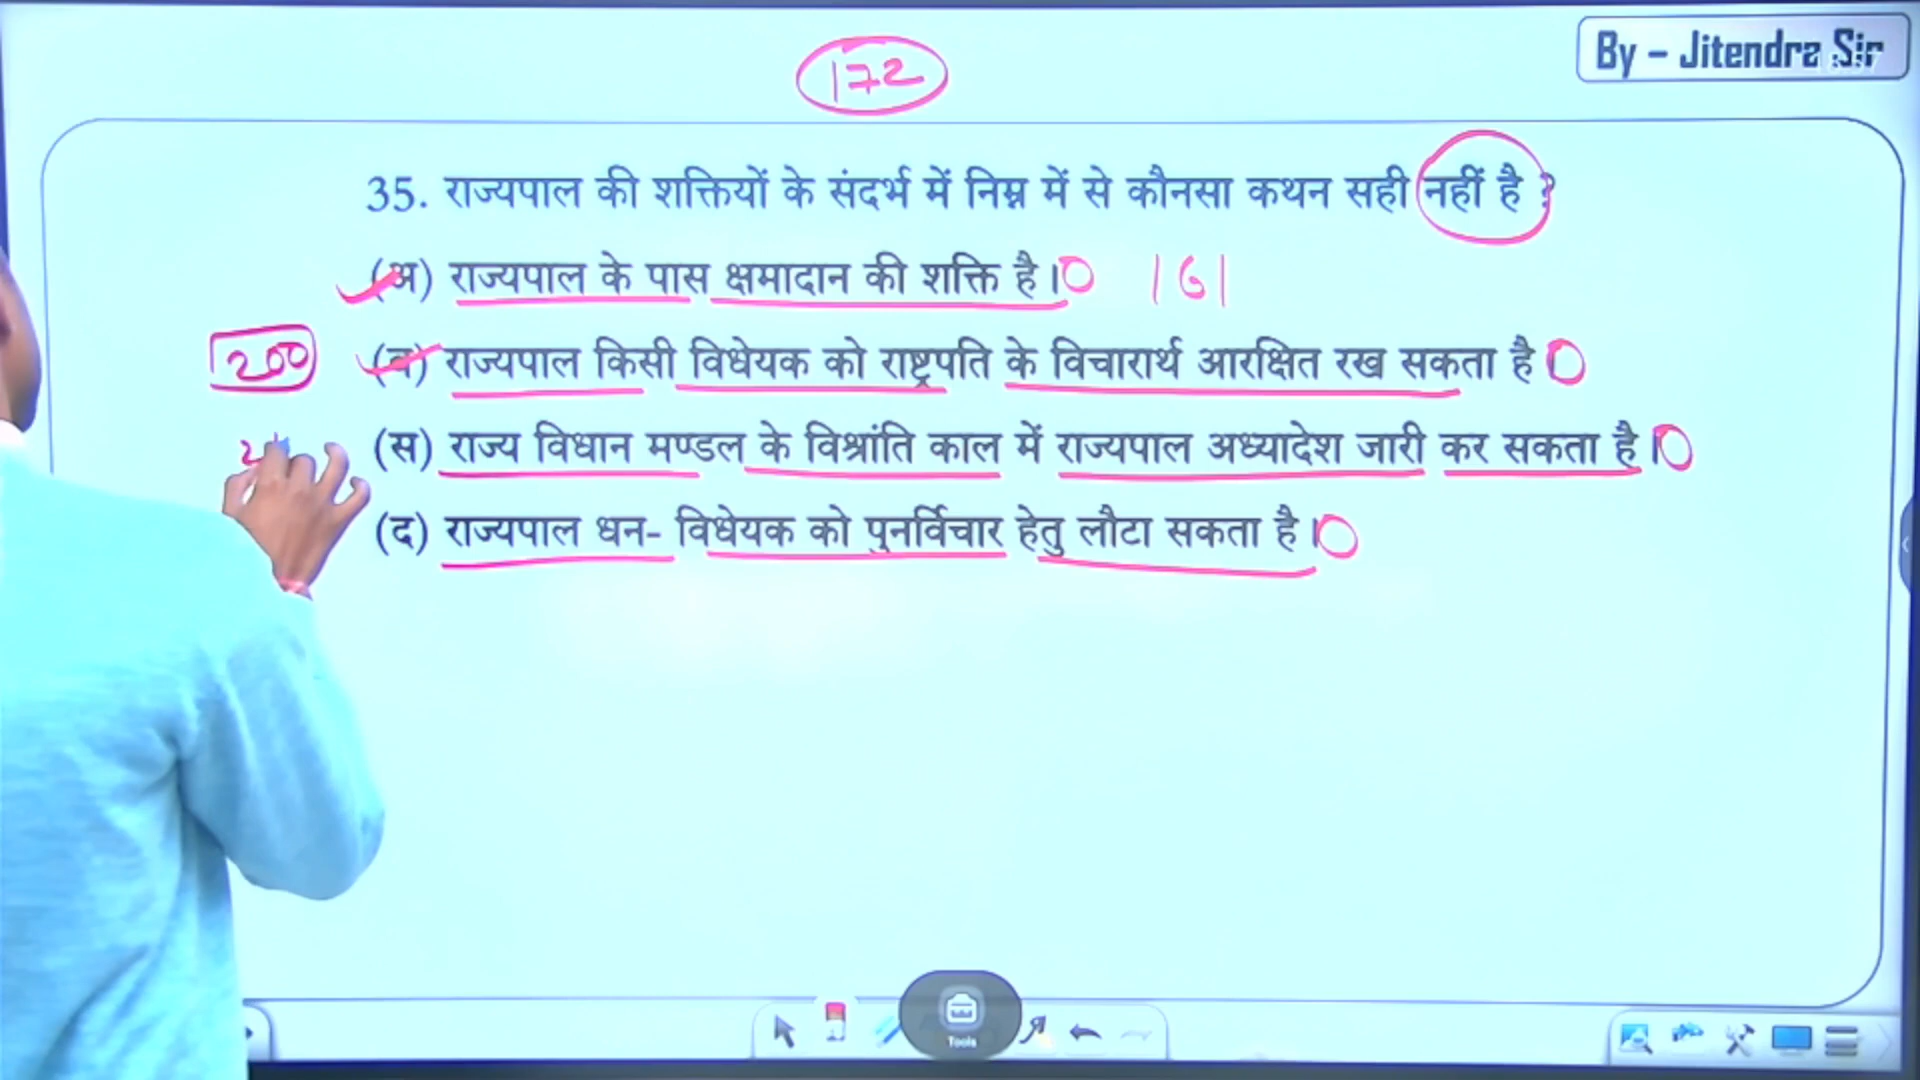 172
By - Jitendra Sir
35. राज्यपाल की शक्तियों के संदर्भ में निम्न में से कौनसा कथन सही नहीं है ?
(अ) राज्यपाल के पास क्षमादान की शक्ति है। 161
200 (ब) राज्यपाल किसी विधेयक को राष्ट्रपति के विचारार्थ आरक्षित रख सकता है
(स) राज्य विधान मण्डल के विश्रांति काल में राज्यपाल अध्यादेश जारी कर सकता है।
(द) राज्यपाल धन- विधेयक को पुनर्विचार हेतु लौटा सकता है।
Tools